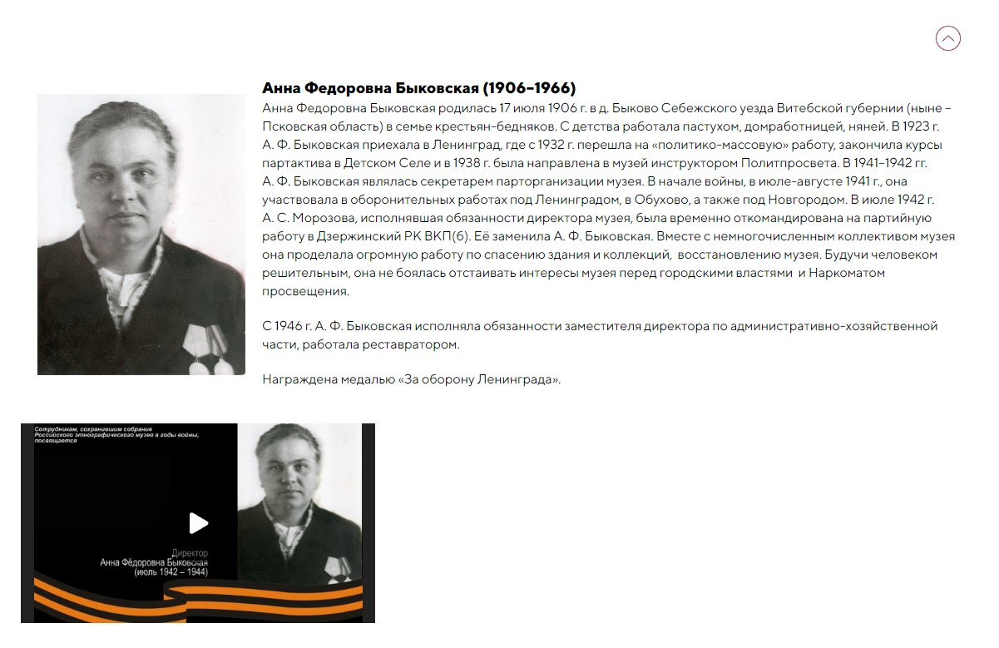 Анна Федоровна Быковская (1906–1966)
Анна Федоровна Быковская родилась 17 июля 1906 г. в д. Быково Себежского уезда Витебской губернии (ныне –
Псковская область) в семье крестьян-бедняков. С детства работала пастухом, домработницей, няней. В 1923 г.
А. Ф. Быковская приехала в Ленинград, где с 1932 г. перешла на «политико-массовую» работу, закончила курсы
партактива в Детском Селе и в 1938 г. была направлена в музей инструктором Политпросвета. В 1941–1942 гг.
А. Ф. Быковская являлась секретарем парторганизации музея. В начале войны, в июле-августе 1941 г., она
участвовала в оборонительных работах под Ленинградом, в Обухово, а также под Новгородом. В июле 1942 г.
А. С. Морозова, исполнявшая обязанности директора музея, была временно откомандирована на партийную
работу в Дзержинский РК ВКП(б). Её заменила А. Ф. Быковская. Вместе с немногочисленным коллективом музея
она проделала огромную работу по спасению здания и коллекций,  восстановлению музея. Будучи человеком
решительным, она не боялась отстаивать интересы музея перед городскими властями  и Наркоматом
просвещения.
С 1946 г. А. Ф. Быковская исполняла обязанности заместителя директора по административно-хозяйственной
части, работала реставратором.
Награждена медалью «За оборону Ленинграда».
Сотрудникам, сохранившим собрание
Российского этнографического музея в годы войны,
посвящается
Директор
Анна Фёдоровна Быковская
(июль 1942 – 1944)